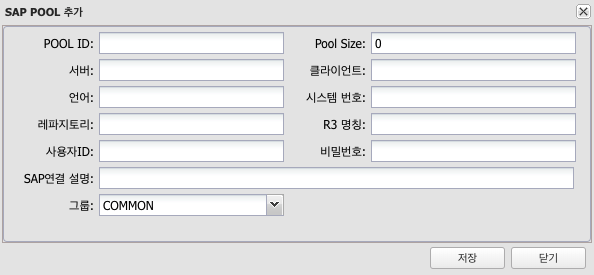 SAP POOL 추가
POOL ID: Pool Size: 0
서버: 클라이언트:
언어: 시스템 번호:
레파지토리: R3 명칭:
사용자ID: 비밀번호:
SAP연결 설명:
그룹: COMMON
저장 닫기